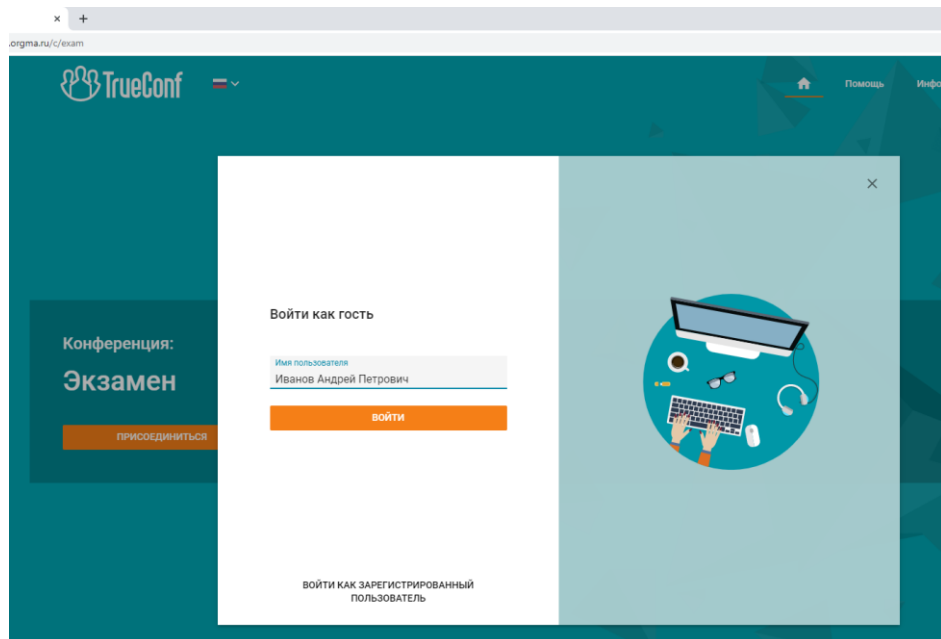 × +
.orgma.ru/c/exam
TrueConf
Помощь
Инфо
×
Войти как гость
Имя пользователя
Иванов Андрей Петрович
ВОЙТИ
Конференция:
Экзамен
ПРИСОЕДИНИТЬСЯ
ВОЙТИ КАК ЗАРЕГИСТРИРОВАННЫЙ
ПОЛЬЗОВАТЕЛЬ